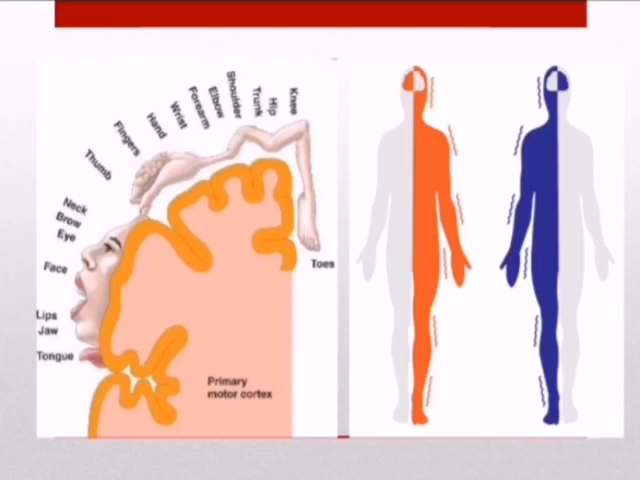 Knee
Hip
Trunk
Shoulder
Elbow
Forearm
Wrist
Hand
Fingers
Thumb
Neck
Brow
Eye
Face
Lips
Jaw
Tongue
Toes
Primary
motor cortex